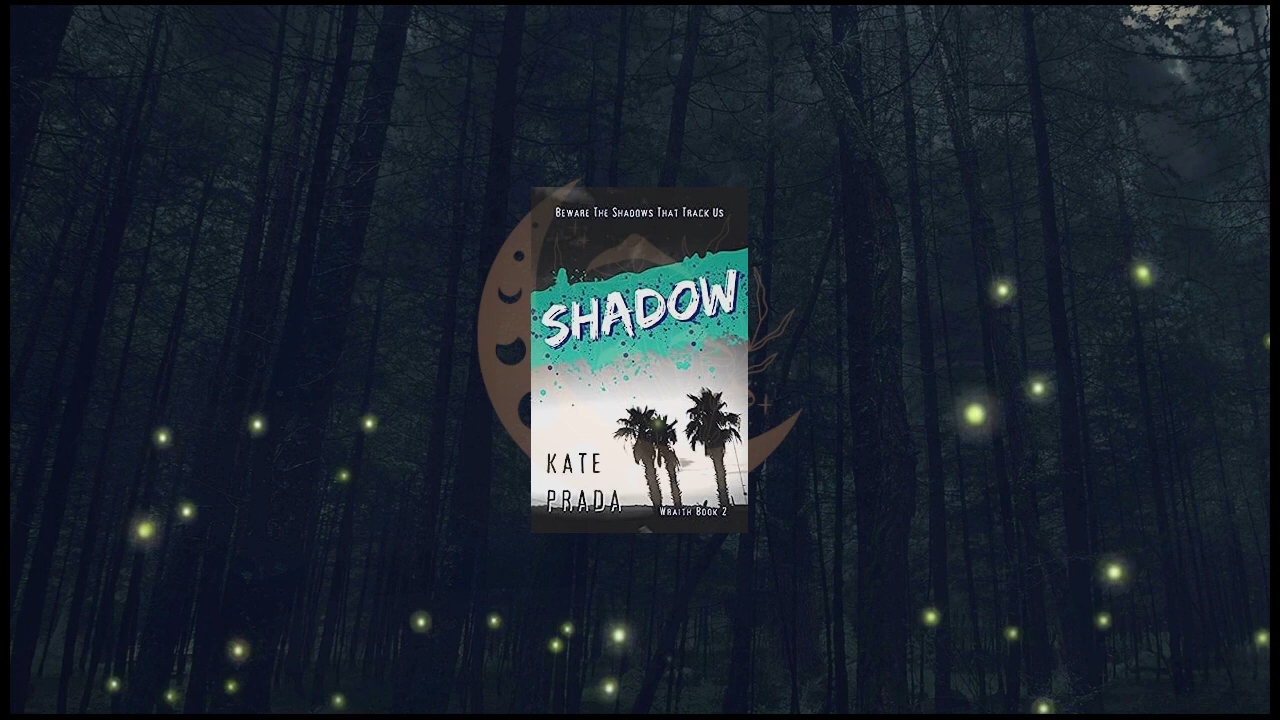 Beware The Shadows That Track Us
SHADOW
KATE
PRADA
Wraith Book 2